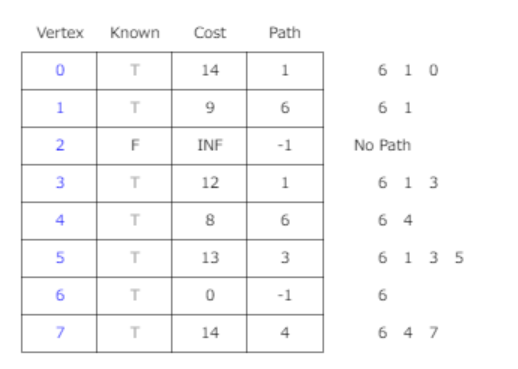 Vertex Known Cost Path
0 T 14 1 6 1 0
1 T 9 6 6 1
2 F INF -1 No Path
3 T 12 1 6 1 3
4 T 8 6 6 4
5 T 13 3 6 1 3 5
6 T 0 -1 6
7 T 14 4 6 4 7